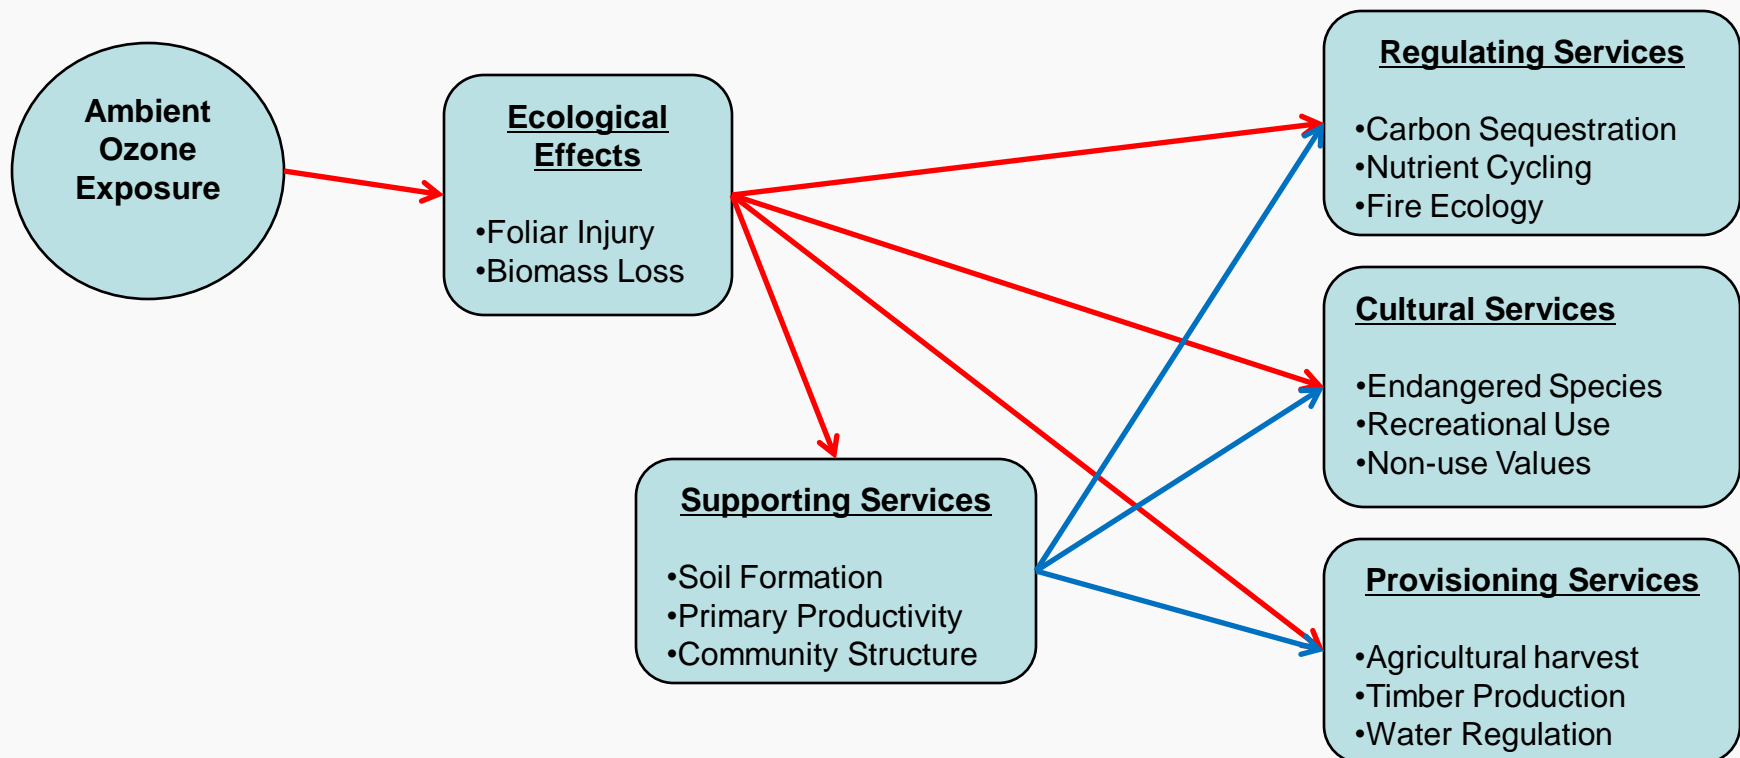 Ambient
Ozone
Exposure
Ecological
Effects
•Foliar Injury
•Biomass Loss
Supporting Services
•Soil Formation
•Primary Productivity
•Community Structure
Regulating Services
•Carbon Sequestration
•Nutrient Cycling
•Fire Ecology
Cultural Services
•Endangered Species
•Recreational Use
•Non-use Values
Provisioning Services
•Agricultural harvest
•Timber Production
•Water Regulation